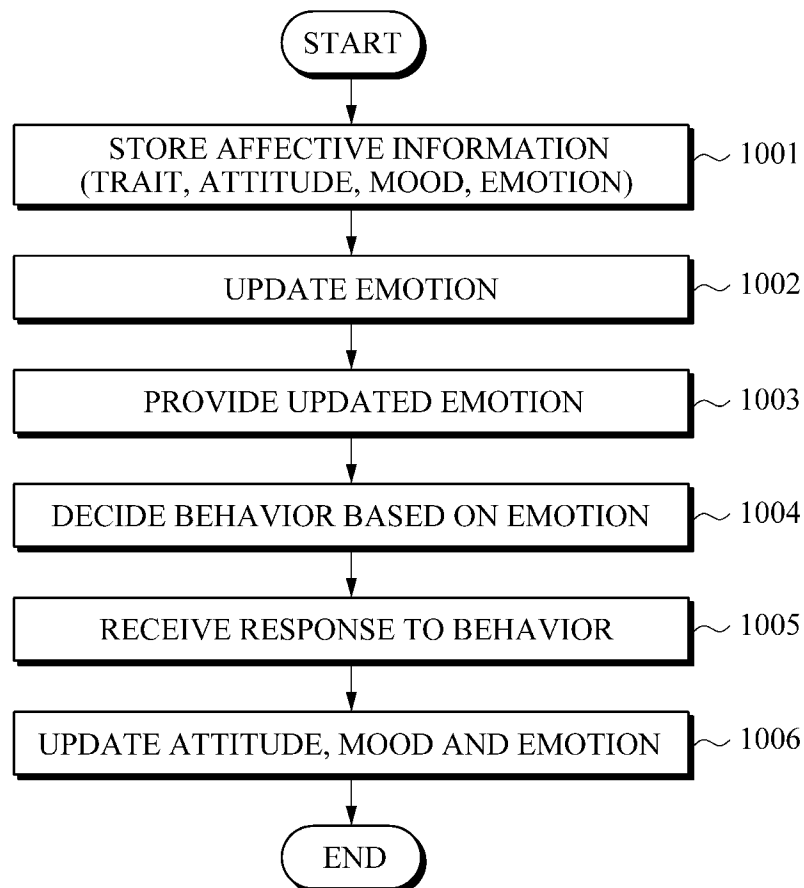 START
STORE AFFECTIVE INFORMATION
(TRAIT, ATTITUDE, MOOD, EMOTION)
1001
UPDATE EMOTION
1002
PROVIDE UPDATED EMOTION
1003
DECIDE BEHAVIOR BASED ON EMOTION
1004
RECEIVE RESPONSE TO BEHAVIOR
1005
UPDATE ATTITUDE, MOOD AND EMOTION
1006
END